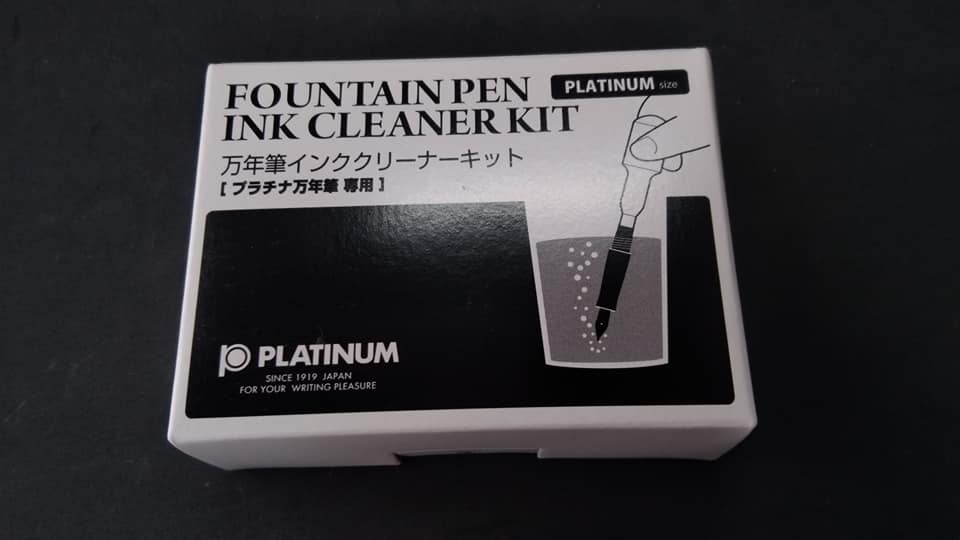 FOUNTAIN PEN
INK CLEANER KIT
PLATINUM size
万年筆インククリーナーキット
[ プラチナ万年筆 専用 ]
PLATINUM
SINCE 1919 JAPAN
FOR YOUR WRITING PLEASURE